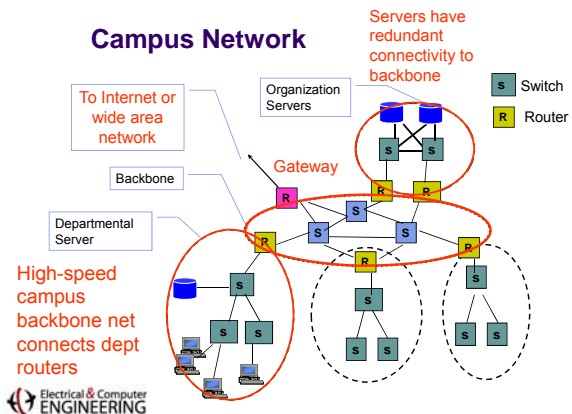 Campus Network
Servers have
redundant
connectivity to
backbone
To Internet or
wide area
network
Organization
Servers
S Switch
R Router
S S
Gateway
Backbone
R R
R
S
S S
Departmental
Server
R
R
R
High-speed
campus
backbone net
connects dept
routers
S
S
S
S S
S S
S S
Electrical & Computer
ENGINEERING